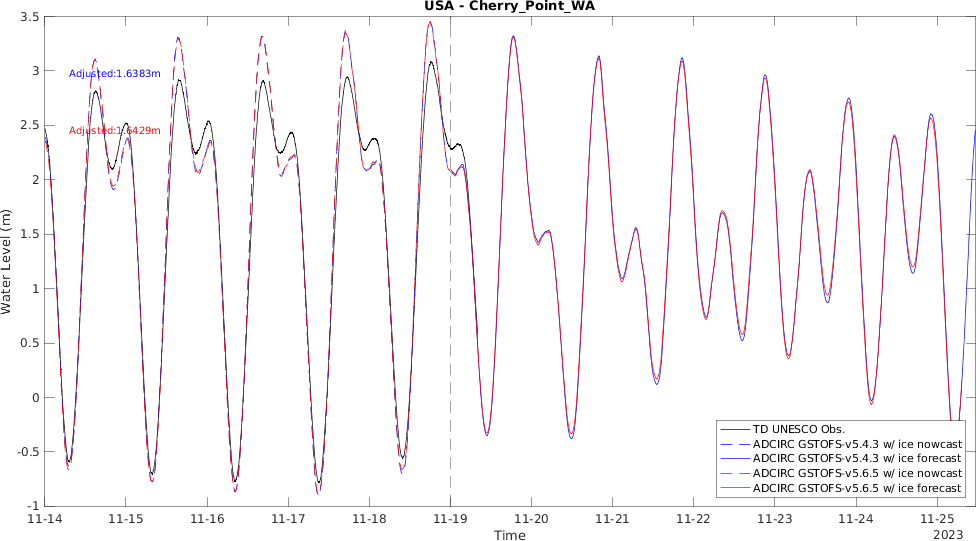 USA - Cherry_Point_WA
3.5
3
2.5
2
1.5
1
0.5
0
-0.5
-1
Water Level (m)
Adjusted:1.6383m
Adjusted:1.6429m
TD UNESCO Obs.
ADCIRC GSTOFS-v5.4.3 w/ ice nowcast
ADCIRC GSTOFS-v5.4.3 w/ ice forecast
ADCIRC GSTOFS-v5.6.5 w/ ice nowcast
ADCIRC GSTOFS-v5.6.5 w/ ice forecast
11-14 11-15 11-16 11-17 11-18 11-19 11-20 11-21 11-22 11-23 11-24 11-25
Time
2023